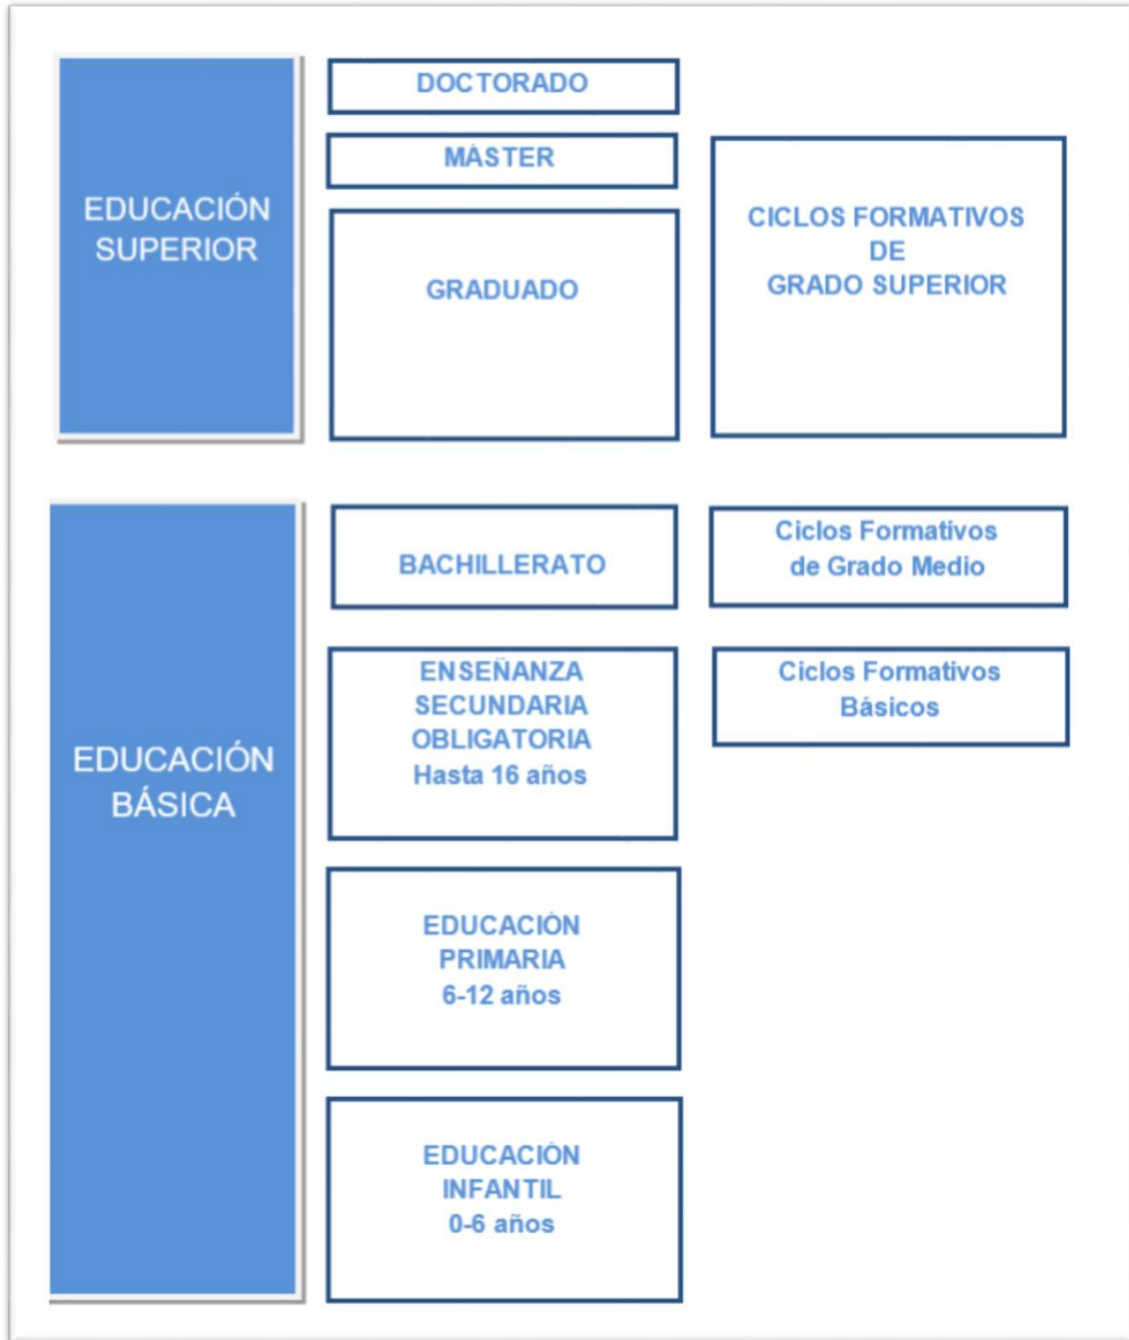 EDUCACIÓN
SUPERIOR
DOCTORADO
MÁSTER
GRADUADO
CICLOS FORMATIVOS
DE
GRADO SUPERIOR
EDUCACIÓN
BÁSICA
BACHILLERATO
Ciclos Formativos
de Grado Medio
ENSEÑANZA
SECUNDARIA
OBLIGATORIA
Hasta 16 años
Ciclos Formativos
Básicos
EDUCACIÓN
PRIMARIA
6-12 años
EDUCACIÓN
INFANTIL
0-6 años